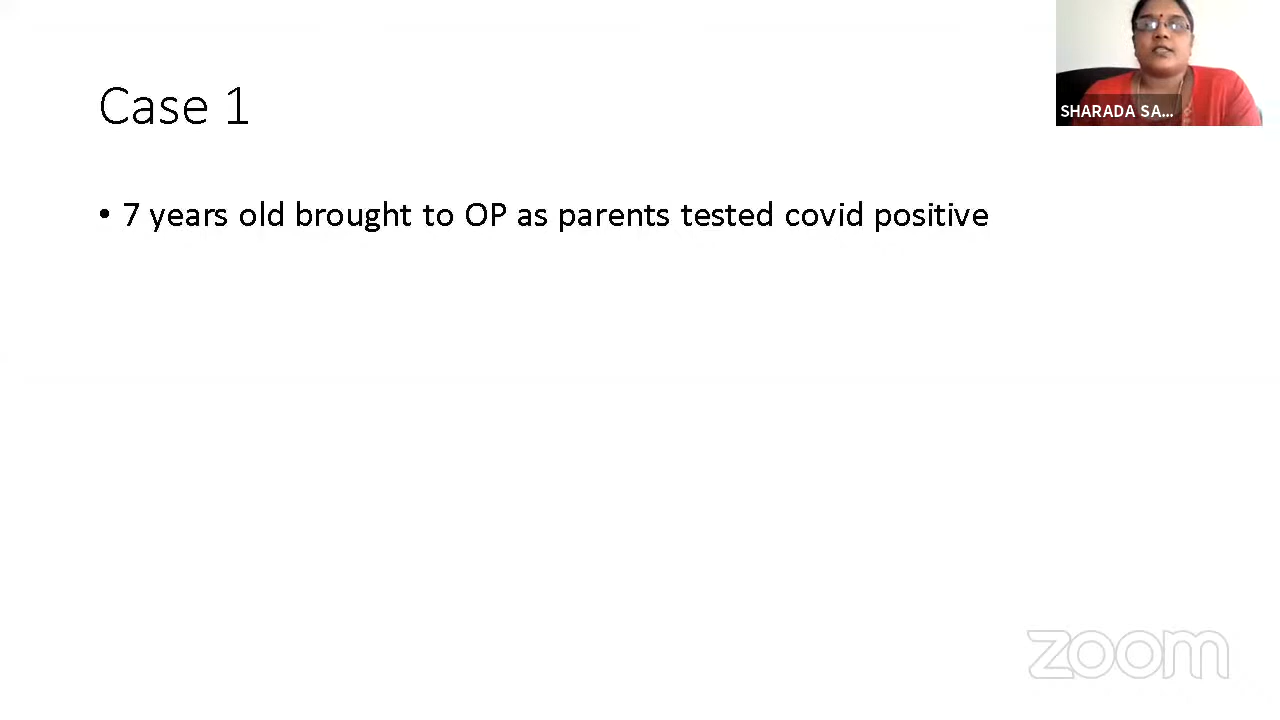 Case 1
SHARADA SA...
• 7 years old brought to OP as parents tested covid positive
zoom